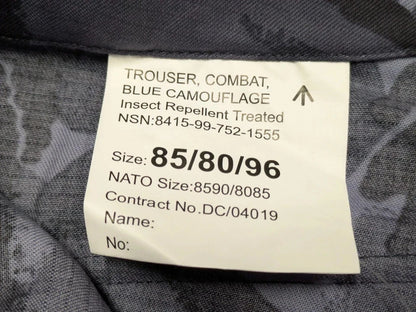 TROUSER, COMBAT,
BLUE CAMOUFLAGE
Insect Repellent Treated
NSN:8415-99-752-1555
Size: 85/80/96
NATO Size:8590/8085
Contract No.DC/04019
Name:
No: